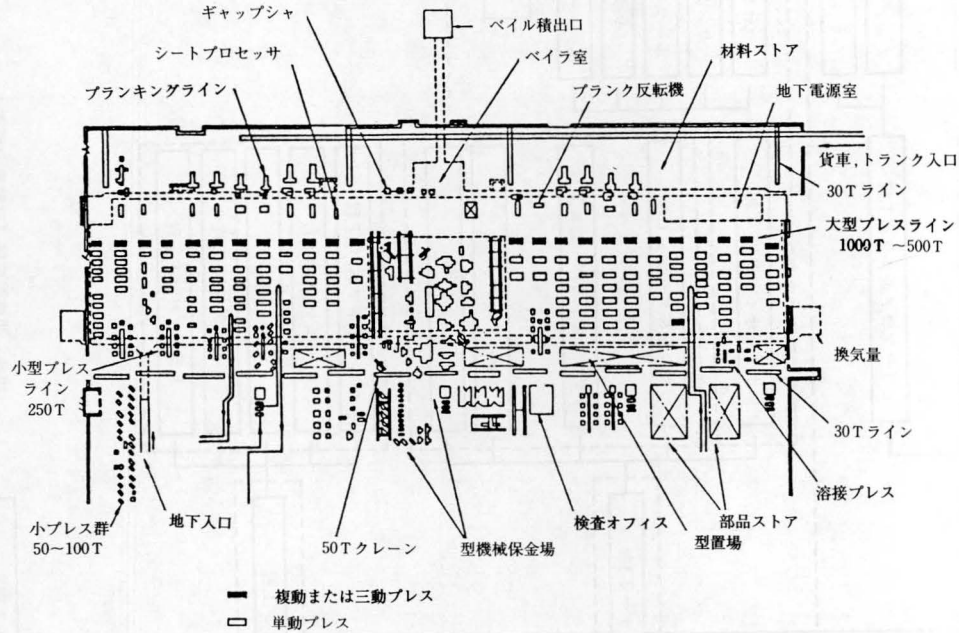 ギャップシャ
ベイル積出口
シートプロセッサ
ベイラ室
材料ストア
ブランキングライン
ブランク反転機
地下電源室
貨車，トランク入口
30Tライン
大型プレスライン
1000T ～500T
小型プレス
ライン
250T
換気量
30Tライン
溶接プレス
小プレス群
50～100T
地下入口
50Tクレーン
型機械保金場
検査オフィス
型置場
部品ストア
複動または三動プレス
単動プレス